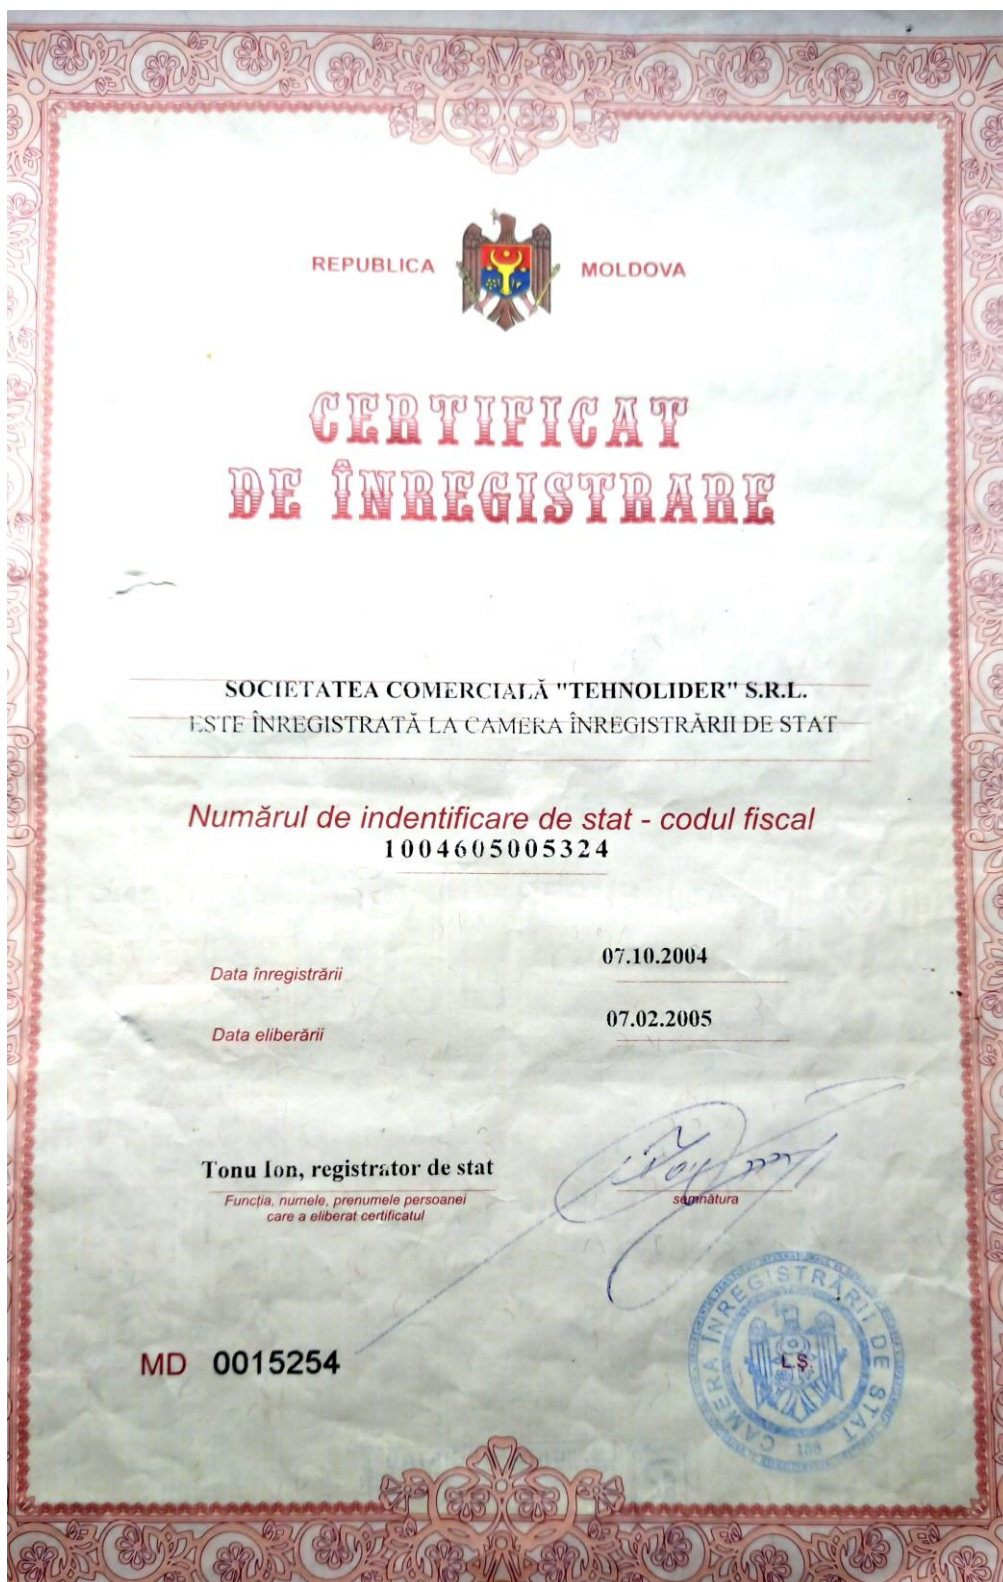 REPUBLICA MOLDOVA
CERTIFICAT
DE ÎNREGISTRARE
SOCIETATEA COMERCIALĂ "TEHNOLIDER" S.R.L.
ESTE ÎNREGISTRATĂ LA CAMERA ÎNREGISTRĂRII DE STAT
Numărul de indentificare de stat - codul fiscal
1004605005324
Data înregistrării 07.10.2004
Data eliberării 07.02.2005
Tonu Ion, registrator de stat
Funcția, numele, prenumele persoanei
care a eliberat certificatul
semnătura
MD 0015254
CAMERA ÎNREGISTRĂRII DE STAT
L.Ș.